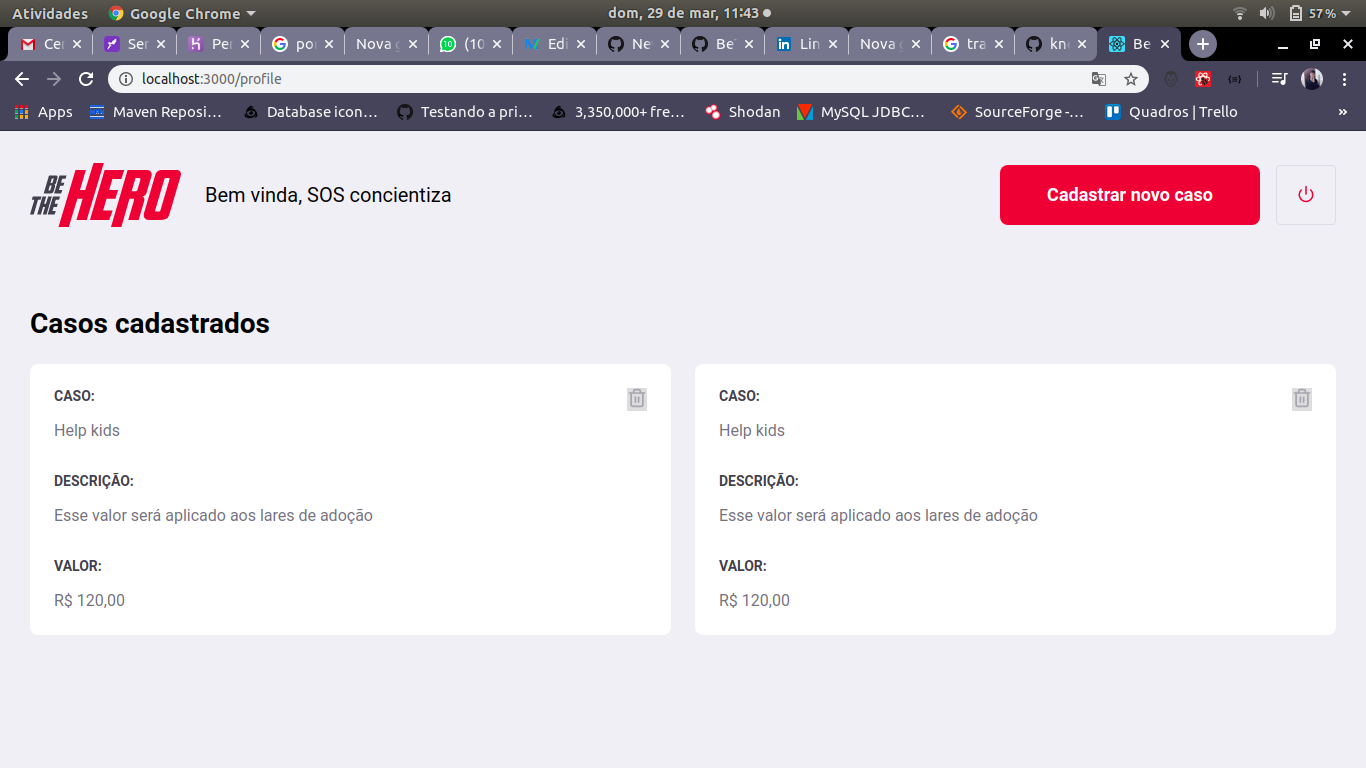 Atividades Google Chrome dom, 29 de mar, 11:43 57 %
Cer Ser Per Nova g (10 Edi Lin Nova g tra Be
localhost:3000/profile
Apps Maven Reposi… Database icon… Testando a pri… 3,350,000+ fre… Shodan MySQL JDBC… SourceForge -… Quadros | Trello »
BE THE HERO Bem vinda, SOS concientiza Cadastrar novo caso
Casos cadastrados
CASO: CASO:
Help kids Help kids
DESCRIÇÃO: DESCRIÇÃO:
Esse valor será aplicado aos lares de adoção Esse valor será aplicado aos lares de adoção
VALOR: VALOR:
R$ 120,00 R$ 120,00